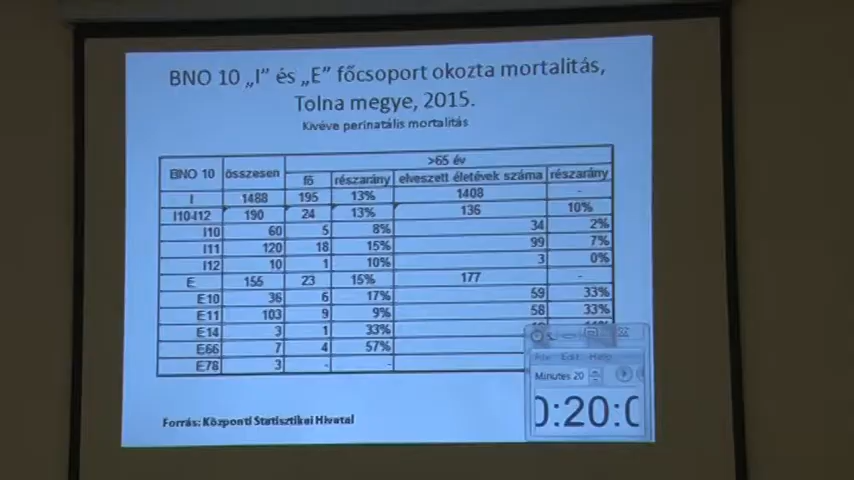 BNO 10 „I” és „E” főcsoport okozta mortalitás,
Tolna megye, 2015.
Kivéve perinatális mortalitás
BNO 10 összesen >65 év
fő részarány elveszett életévek száma részarány
I 1488 195 13% 1408 -
I10-I12 190 24 13% 136 10%
I10 60 5 8% 34 2%
I11 120 18 15% 99 7%
I12 10 1 10% 3 0%
E 155 23 15% 177 -
E10 36 6 17% 59 33%
E11 103 9 9% 58 33%
E14 3 1 33%
E66 7 4 57%
E78 3 - -
Forrás: Központi Statisztikai Hivatal
Edit Help
Minutes 20
0:20:0